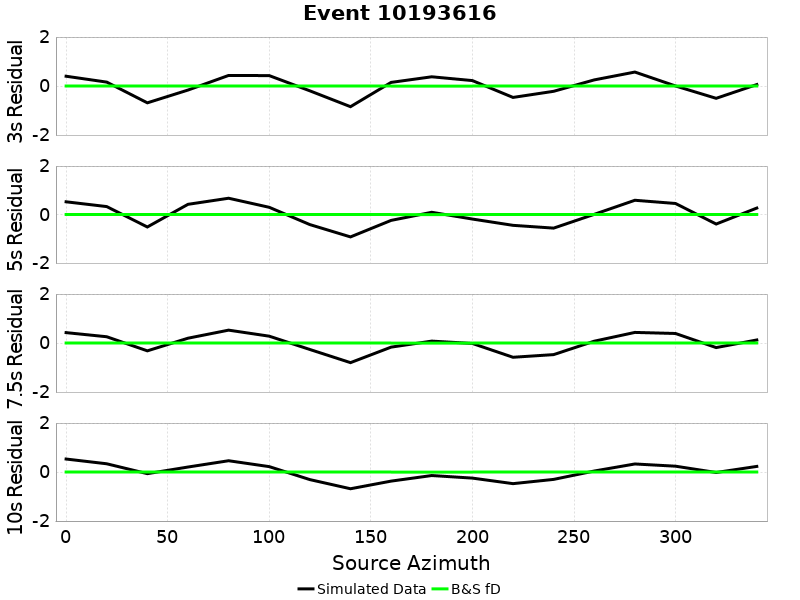 Event 10193616
2
0
-2
3s Residual
2
0
-2
5s Residual
2
0
-2
7.5s Residual
2
0
-2
10s Residual
0 50 100 150 200 250 300
Source Azimuth
Simulated Data B&S fD